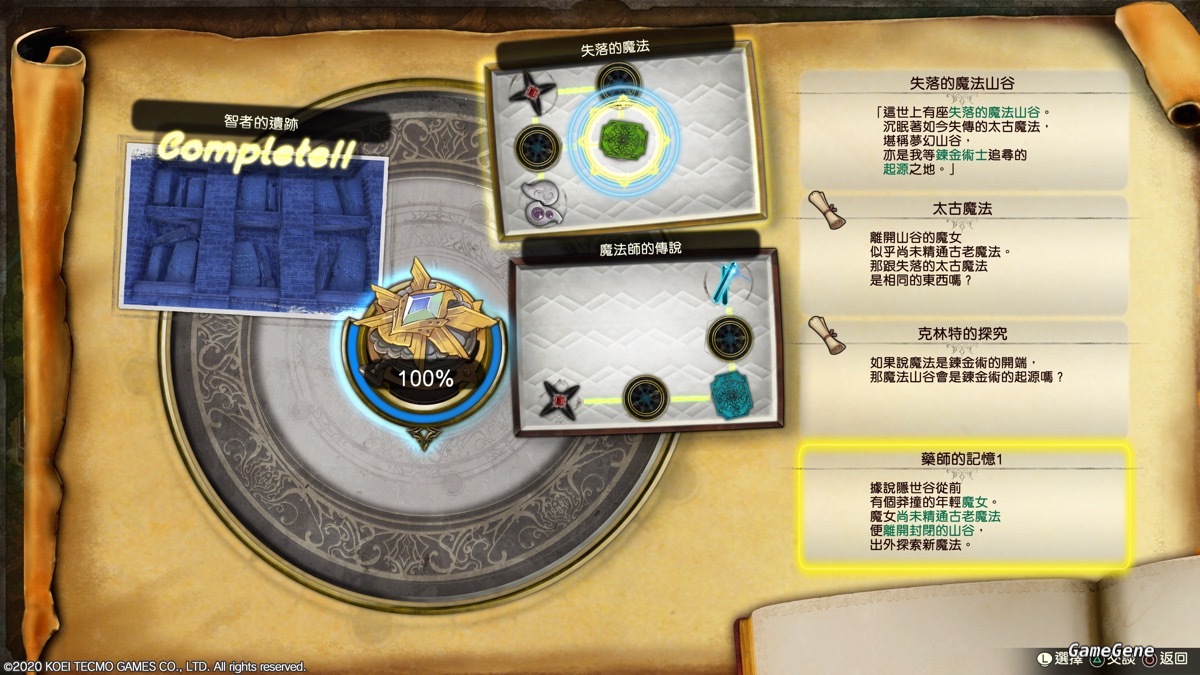 失落的魔法
智者的遺跡
Complete!!
魔法師的傳說
100%
失落的魔法山谷
「這世上有座失落的魔法山谷。
沉眠著如今失傳的太古魔法，
堪稱夢幻山谷，
亦是我等鍊金術士追尋的
起源之地。」
太古魔法
離開山谷的魔女
似乎尚未精通古老魔法。
那跟失落的太古魔法
是相同的東西嗎？
克林特的探究
如果說魔法是鍊金術的開端，
那魔法山谷會是鍊金術的起源嗎？
藥師的記憶1
據說隱世谷從前
有個莽撞的年輕魔女。
魔女尚未精通古老魔法
便離開封閉的山谷，
出外探索新魔法。
©2020 KOEI TECMO GAMES CO., LTD. All rights reserved.
GameGene
L選擇 交談 返回